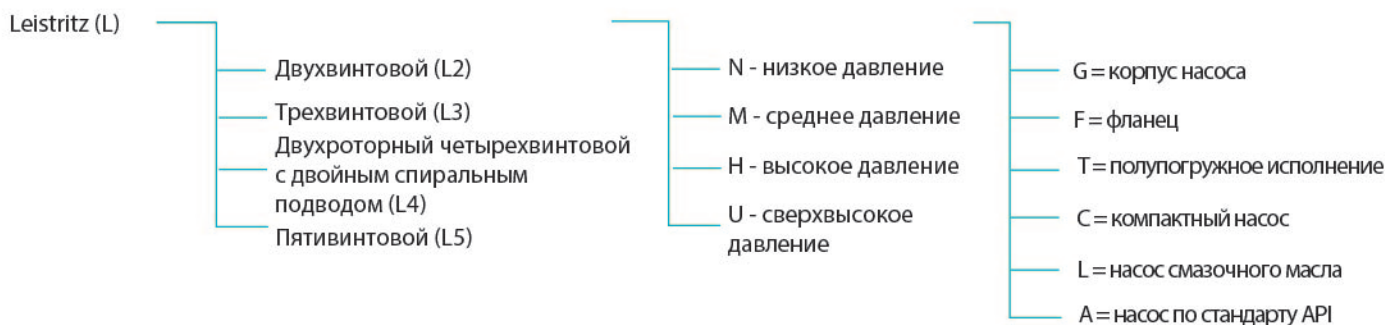 Leistritz (L)
Двухвинтовой (L2)
Трехвинтовой (L3)
Двухроторный четырехвинтовой
с двойным спиральным
подводом (L4)
Пятивинтовой (L5)
N - низкое давление
M - среднее давление
H - высокое давление
U - сверхвысокое
давление
G = корпус насоса
F = фланец
T = полупогружное исполнение
C = компактный насос
L = насос смазочного масла
A = насос по стандарту API